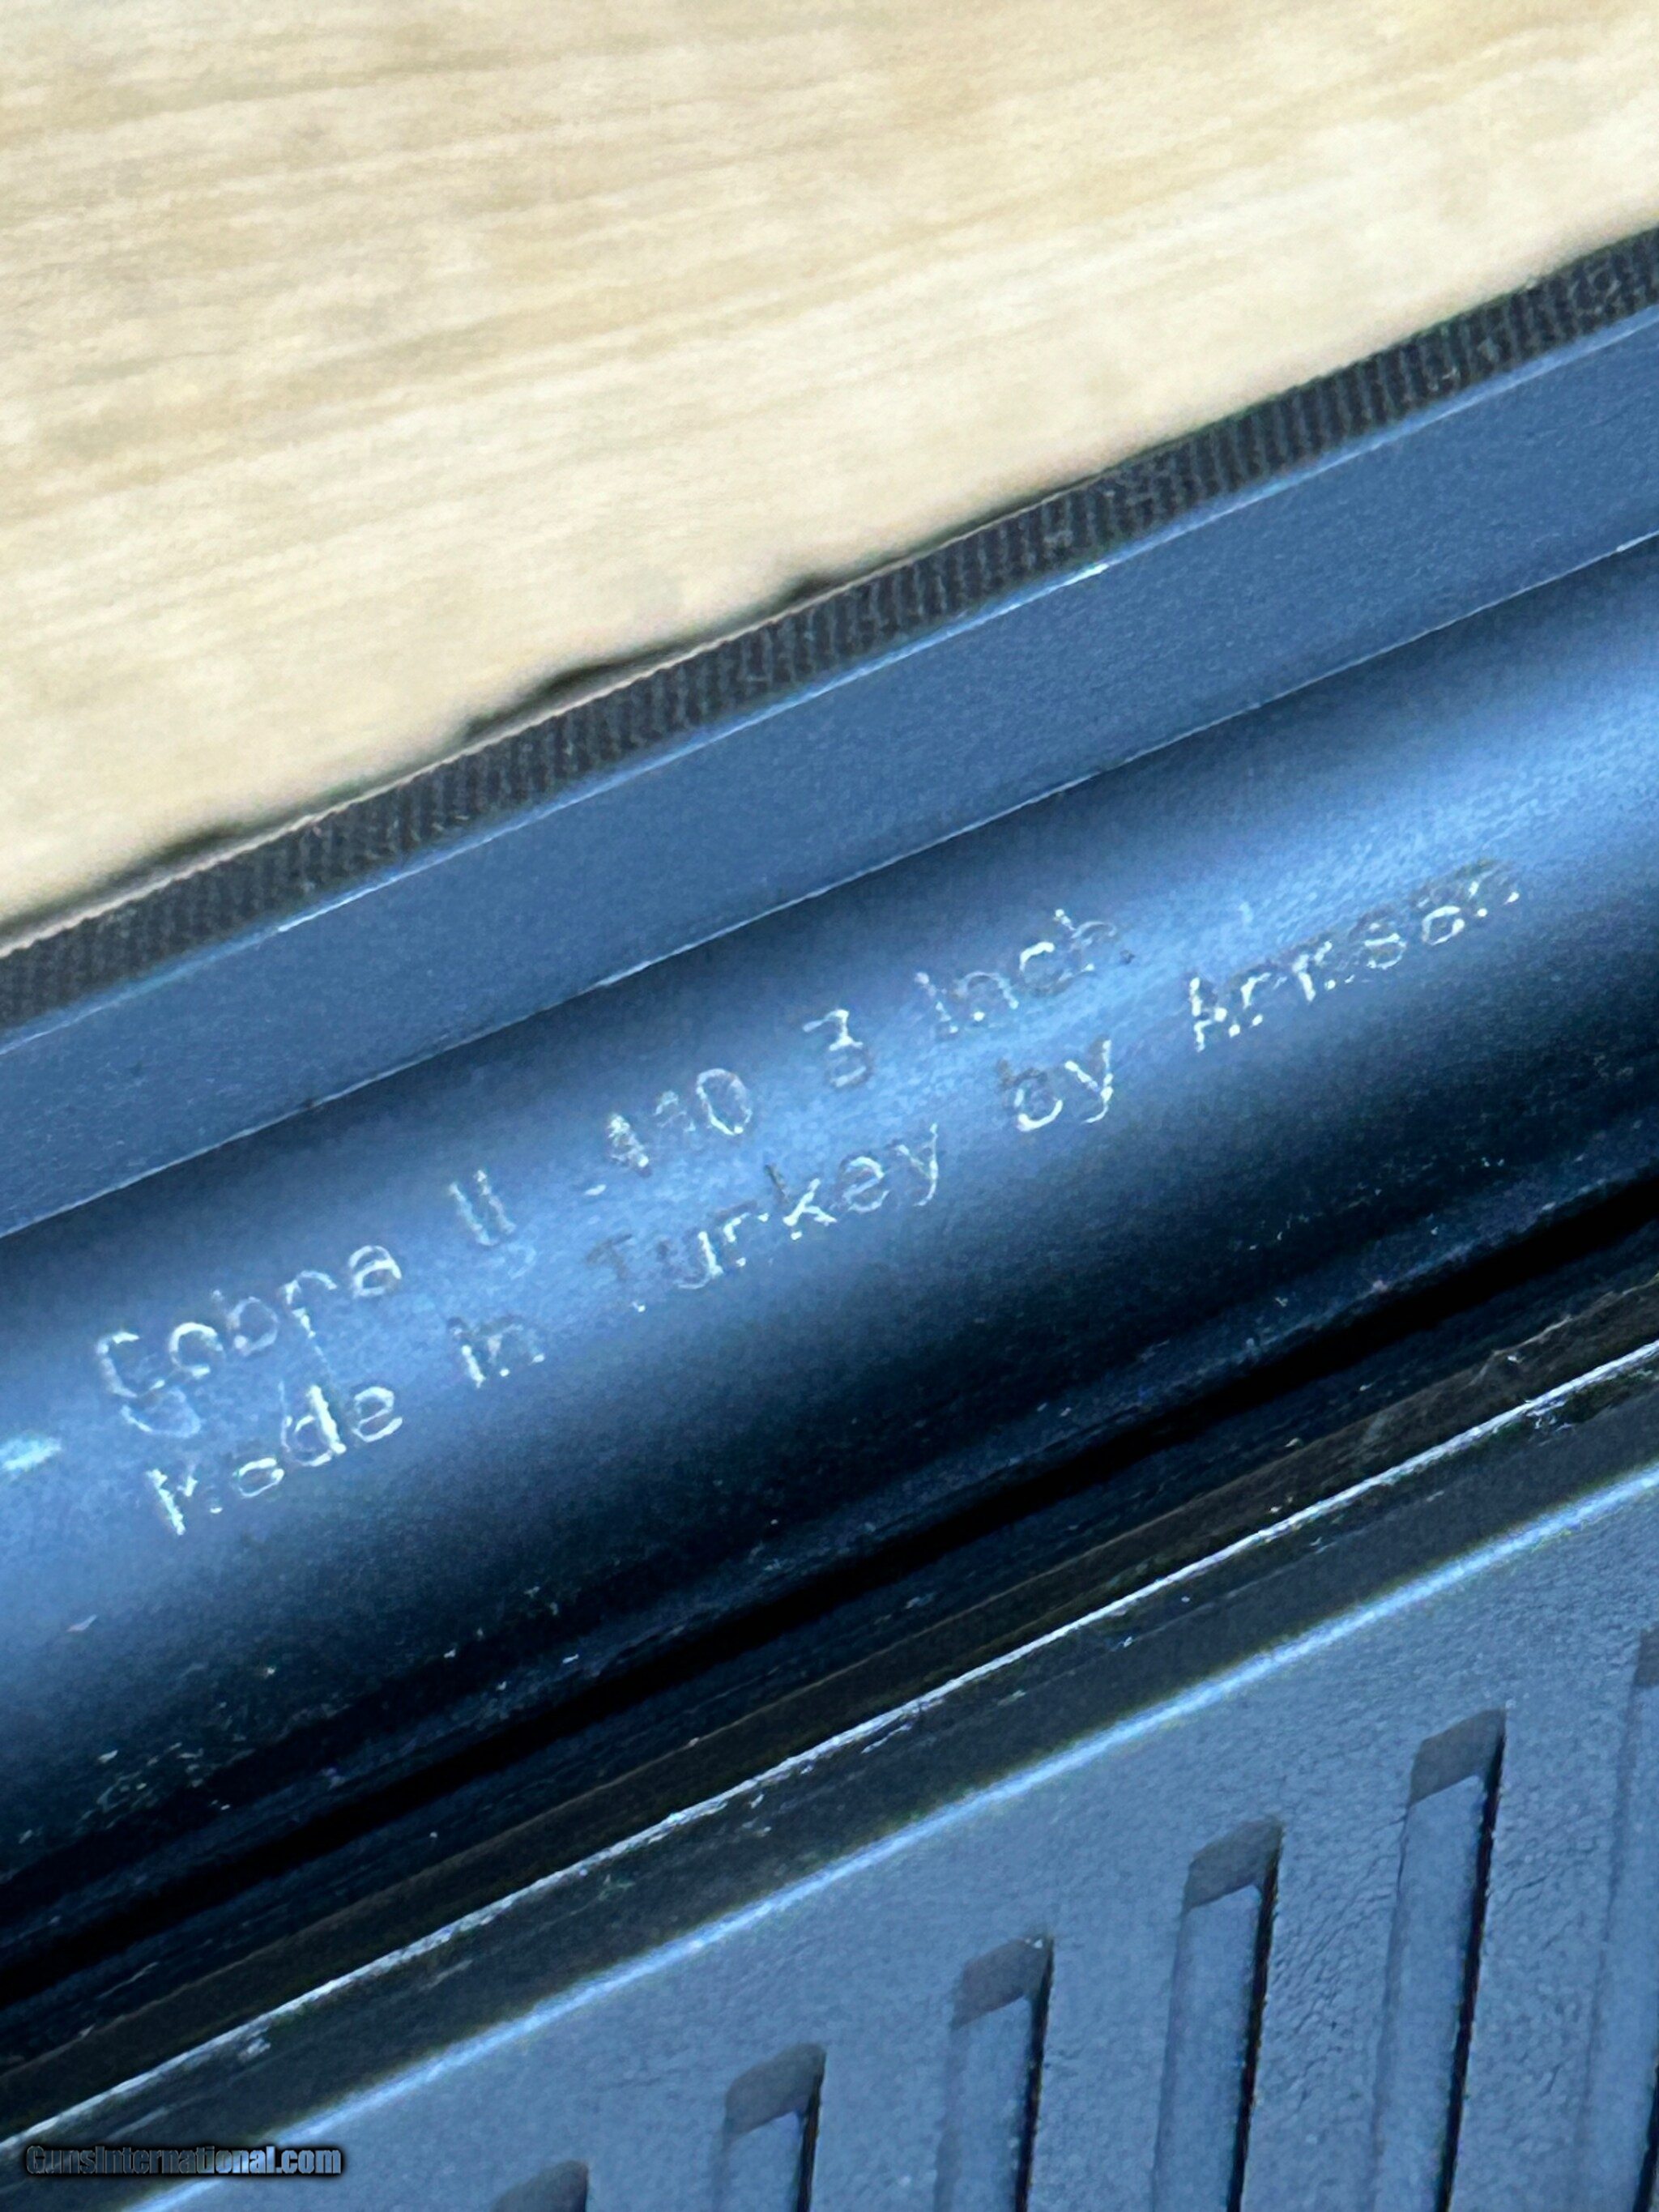 Cobra II .410 3 inch
Made in Turkey by Armsan
GunsInternational.com